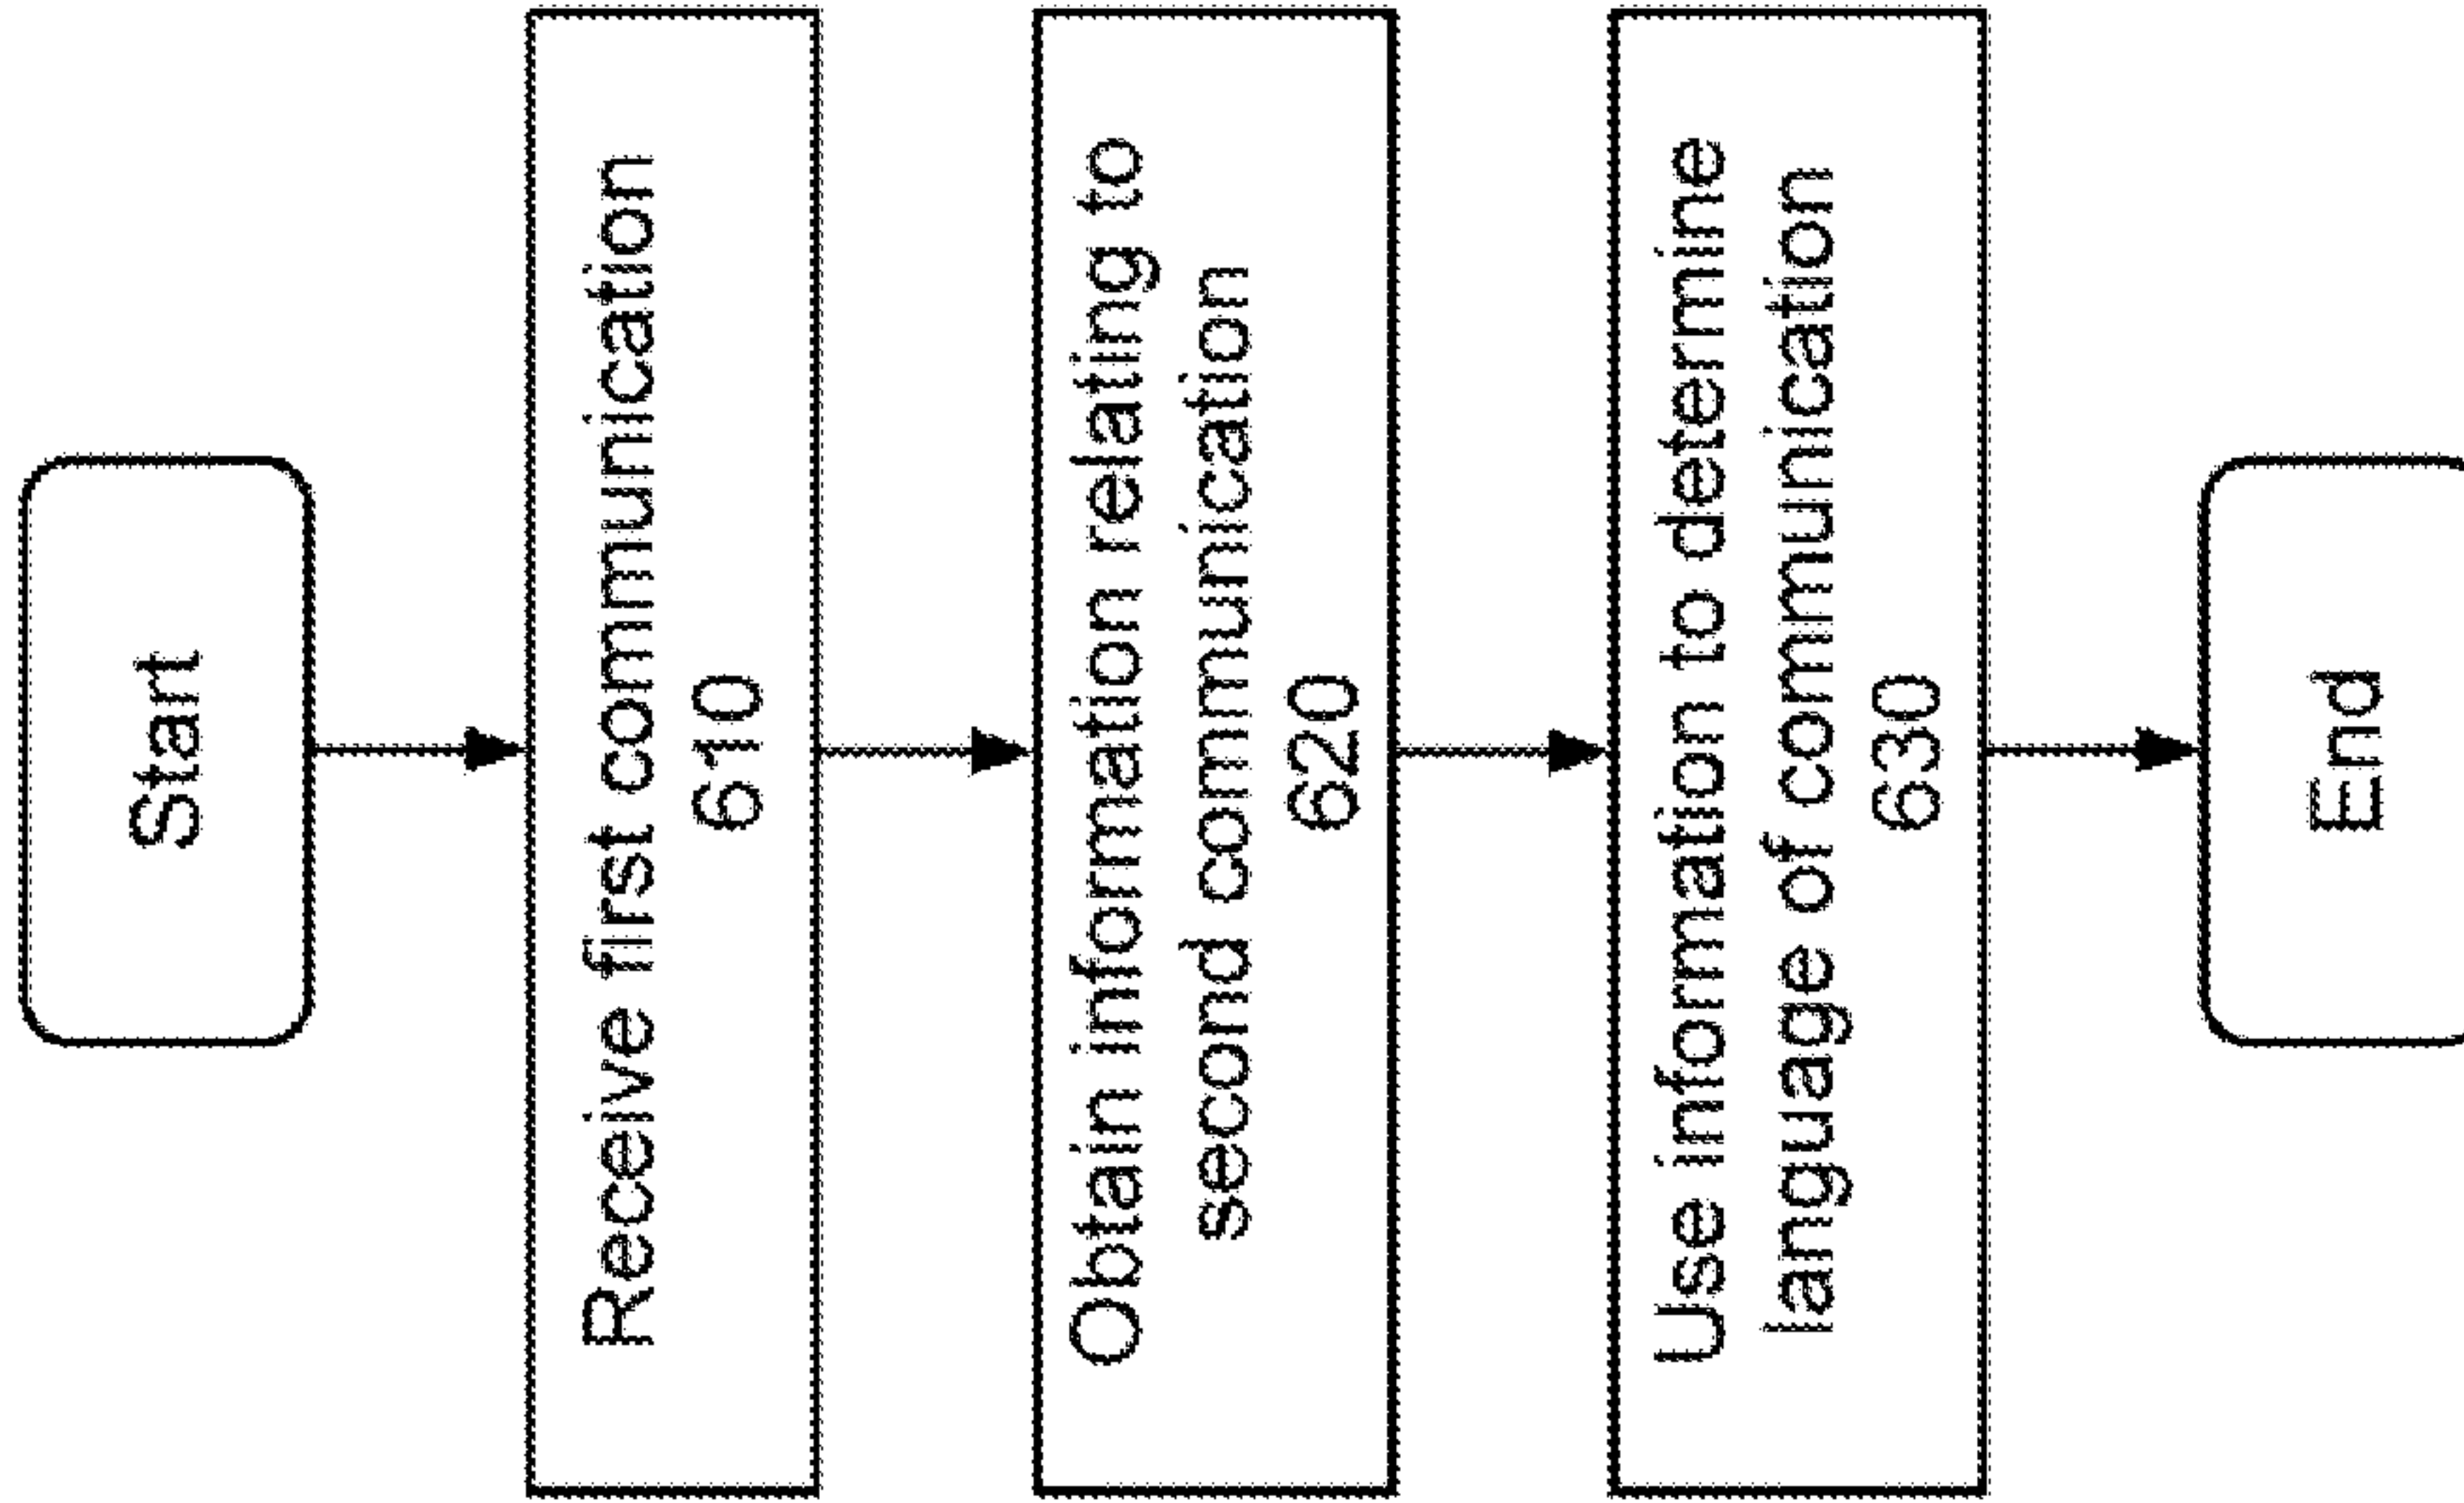 Start
Receive first communication
610
Obtain information relating to
second communication
620
Use information to determine
language of communication
630
End